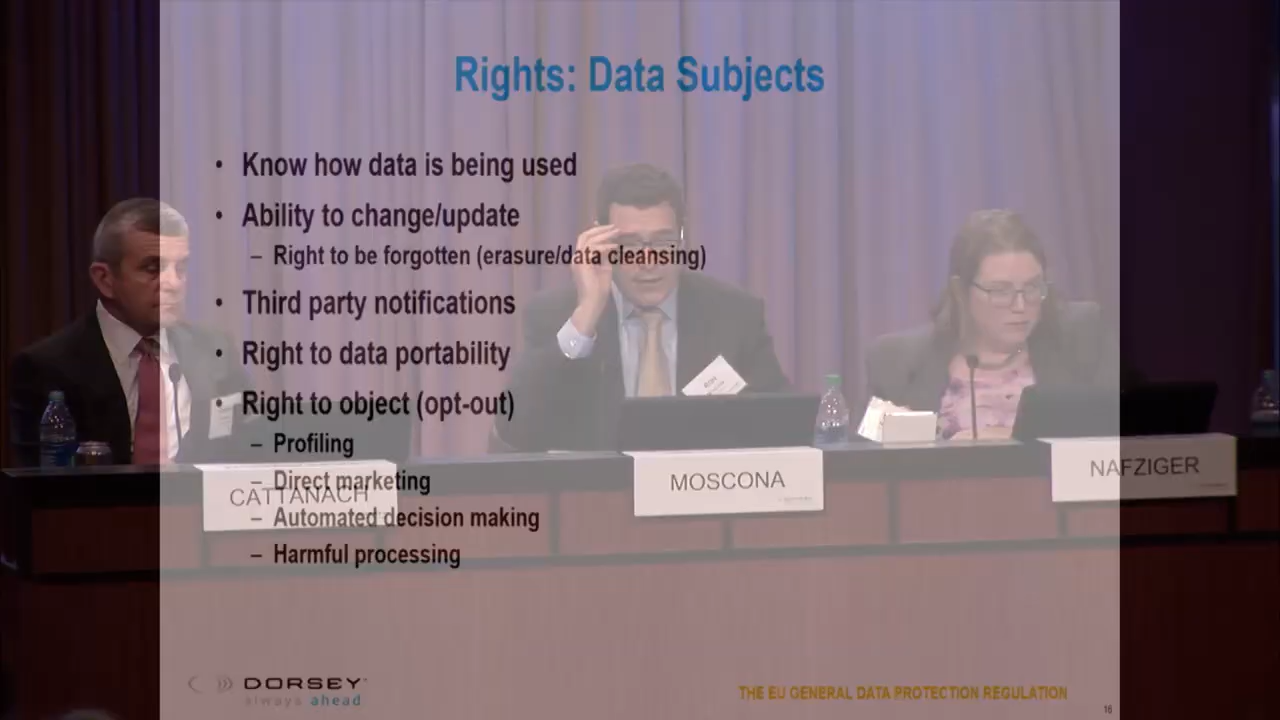 Rights: Data Subjects
• Know how data is being used
• Ability to change/update
– Right to be forgotten (erasure/data cleansing)
• Third party notifications
• Right to data portability
• Right to object (opt-out)
– Profiling
– Direct marketing
– Automated decision making
– Harmful processing
CATTANACH
MOSCONA
NAFZIGER
DORSEY
always ahead
THE EU GENERAL DATA PROTECTION REGULATION
16